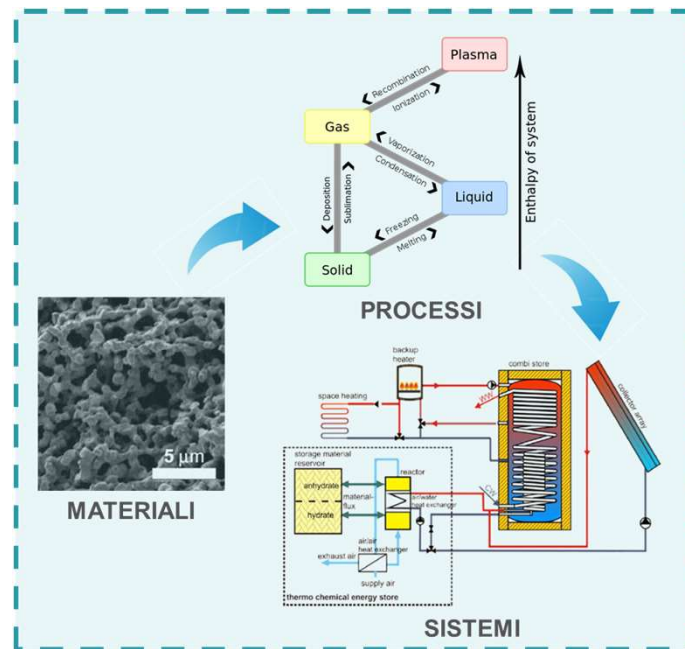 Plasma
Recombination
Ionization
Gas
Vaporization
Condensation
Deposition
Sublimation
Liquid
Freezing
Melting
Solid
Enthalpy of system
PROCESSI
5 µm
MATERIALI
backup
heater
combi store
collector array
WW
space heating
storage material
reservoir
reactor
anhydrate
material-
flux
hydrate
air/water
heat exchanger
CW
air/air
heat exchanger
exhaust air
supply air
thermo chemical energy store
SISTEMI